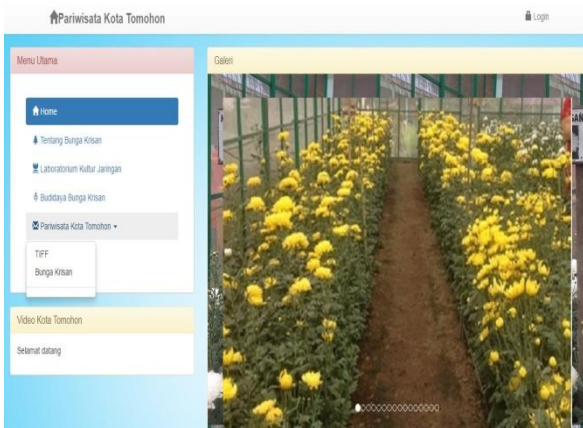 Pariwisata Kota Tomohon
Login
Menu Utama
Home
Tentang Bunga Krisan
Laboratorium Kultur Jaringan
Budidaya Bunga Krisan
Pariwisata Kota Tomohon
TIFF
Bunga Krisan
Video Kota Tomohon
Selamat datang
Galeri